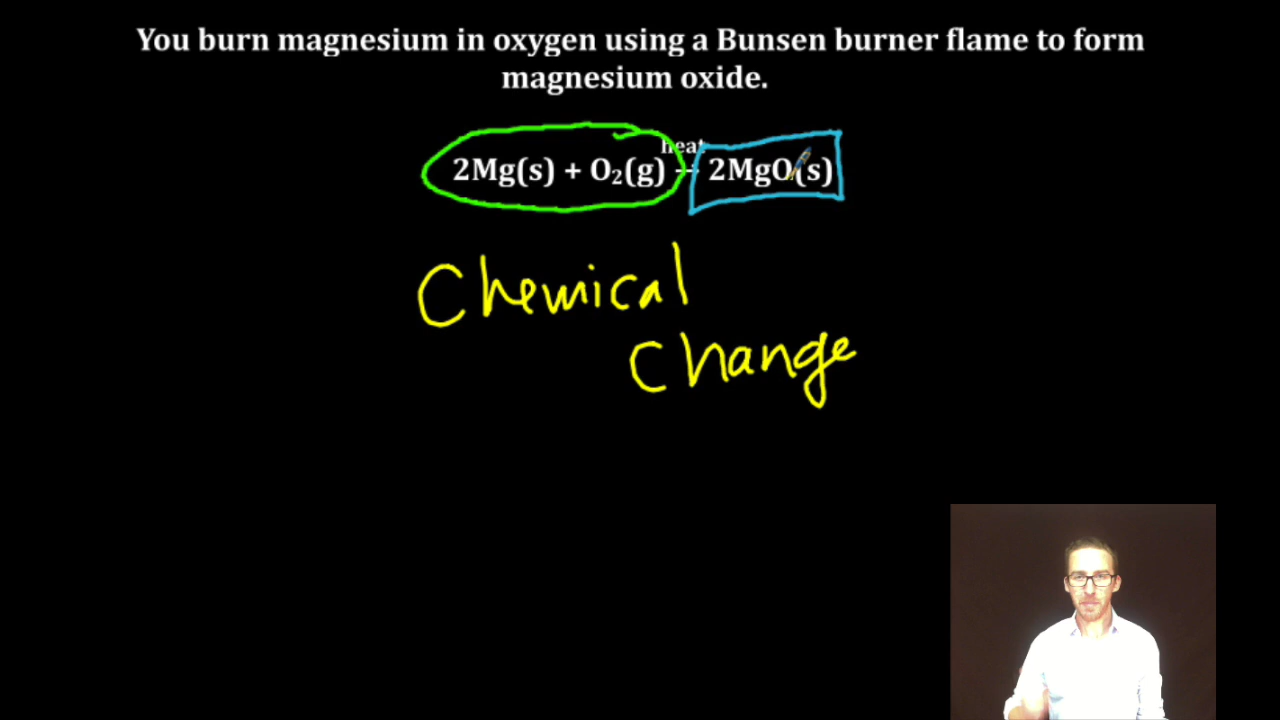 You burn magnesium in oxygen using a Bunsen burner flame to form
magnesium oxide.
heat
2Mg(s) + O₂(g) → 2MgO(s)
Chemical
Change